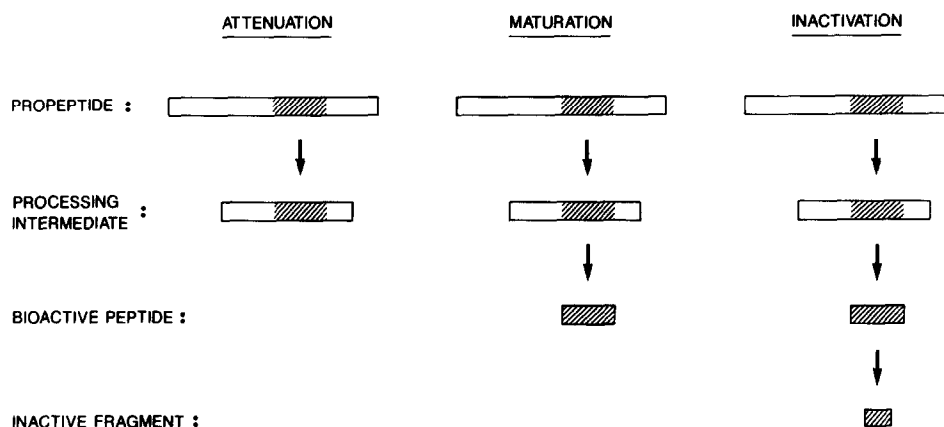 ATTENUATION MATURATION INACTIVATION
PROPEPTIDE :
PROCESSING
INTERMEDIATE :
BIOACTIVE PEPTIDE :
INACTIVE FRAGMENT :